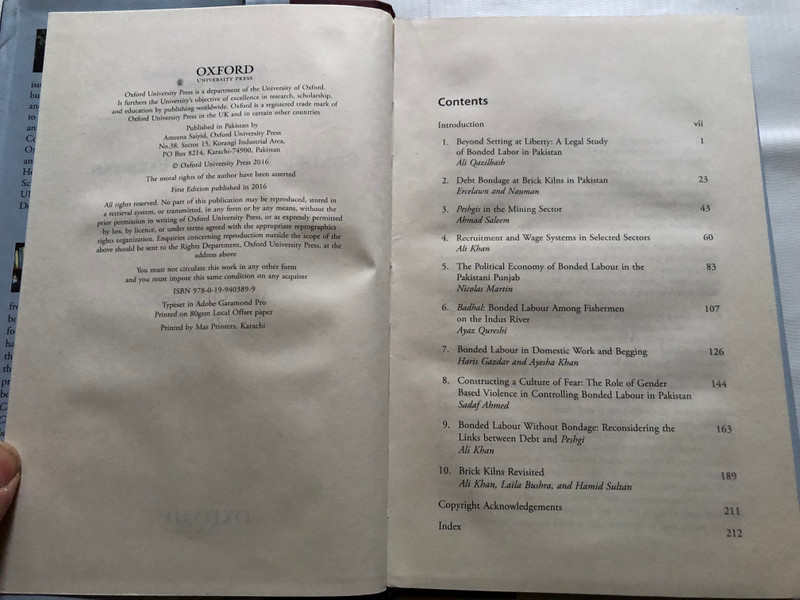 OXFORD
UNIVERSITY PRESS
Oxford University Press is a department of the University of Oxford.
It furthers the University's objective of excellence in research, scholarship,
and education by publishing worldwide. Oxford is a registered trade mark of
Oxford University Press in the UK and in certain other countries
Published in Pakistan by
Ameena Saiyid, Oxford University Press
No.38, Sector 15, Korangi Industrial Area,
PO Box 8214, Karachi-74900, Pakistan
© Oxford University Press 2016
The moral rights of the author have been asserted
First Edition published in 2016
All rights reserved. No part of this publication may be reproduced, stored in
a retrieval system, or transmitted, in any form or by any means, without the
prior permission in writing of Oxford University Press, or as expressly permitted
by law, by licence, or under terms agreed with the appropriate reprographics
rights organization. Enquiries concerning reproduction outside the scope of the
above should be sent to the Rights Department, Oxford University Press, at the
address above
You must not circulate this work in any other form
and you must impose this same condition on any acquirer
ISBN 978-0-19-940389-9
Typeset in Adobe Garamond Pro
Printed on 80gsm Local Offset paper
Printed by Mas Printers, Karachi
Contents
Introduction vii
1. Beyond Setting at Liberty: A Legal Study 1
of Bonded Labor in Pakistan
Ali Qazilbash
2. Debt Bondage at Brick Kilns in Pakistan 23
Ercelawn and Nauman
3. Peshgis in the Mining Sector 43
Ahmad Saleem
4. Recruitment and Wage Systems in Selected Sectors 60
Ali Khan
5. The Political Economy of Bonded Labour in the 83
Pakistani Punjab
Nicolas Martin
6. Badhal: Bonded Labour Among Fishermen 107
on the Indus River
Ayaz Qureshi
7. Bonded Labour in Domestic Work and Begging 126
Haris Gazdar and Ayesha Khan
8. Constructing a Culture of Fear: The Role of Gender 144
Based Violence in Controlling Bonded Labour in Pakistan
Sadaf Ahmed
9. Bonded Labour Without Bondage: Reconsidering the 163
Links between Debt and Peshgi
Ali Khan
10. Brick Kilns Revisited 189
Ali Khan, Laila Bushra, and Hamid Sultan
Copyright Acknowledgements 211
Index 212